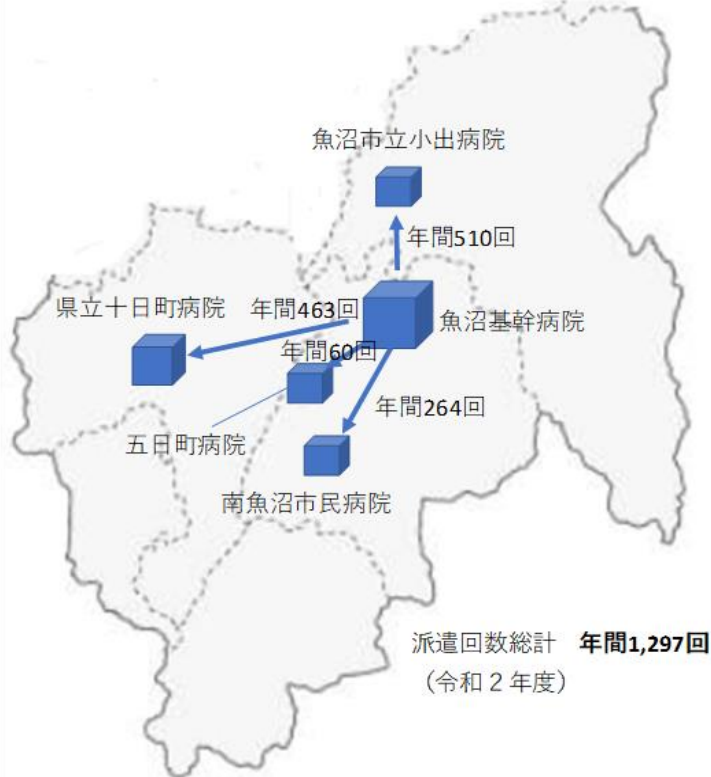 魚沼市立小出病院
年間510回
県立十日町病院
年間463回
魚沼基幹病院
年間60回
年間264回
五日町病院
南魚沼市民病院
派遣回数総計　年間1,297回
（令和２年度）